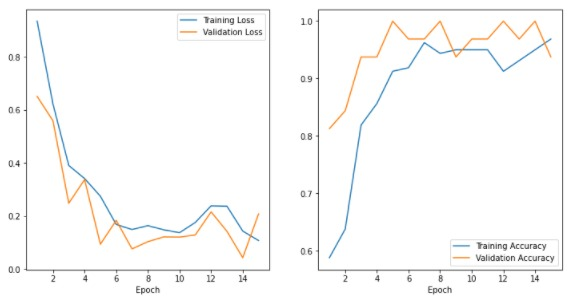 Training Loss
Validation Loss
0.8
0.6
0.4
0.2
0.0
2 4 6 8 10 12 14
Epoch
1.0
0.9
0.8
0.7
0.6
Training Accuracy
Validation Accuracy
2 4 6 8 10 12 14
Epoch